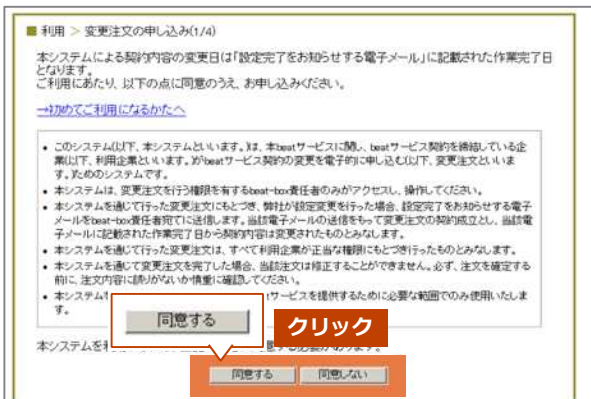 利用 > 変更注文の申し込み(1/4)
本システムによる契約内容の変更日は「設定完了をお知らせする電子メール」に記載された作業完了日
となります。
ご利用にあたり、以下の点に同意のうえ、お申し込みください。
→初めてご利用になるかたへ
• このシステム(以下、本システムといいます。)は、本beatサービスに関し、beatサービス契約を締結している企
業(以下、利用企業といいます。)がbeatサービス契約の変更を電子的に申し込む(以下、変更注文といいま
す。)ためのシステムです。
• 本システムは、変更注文を行う権限を有するbeat-box責任者のみがアクセスし、操作してください。
• 本システムを通じて行った変更注文にもとづき、弊社が設定変更を行った場合、設定完了をお知らせする電子
メールをbeat-box責任者宛てに送信します。当該電子メールの送信をもって変更注文の契約成立とし、当該電
子メールに記載された作業完了日から契約内容は変更されたものとみなします。
• 本システムを通じて行った変更注文は、すべて利用企業が正当な権限にもとづき行ったものとみなします。
• 本システムを通じて変更注文を完了した場合、当該注文は修正することができません。必ず、注文を確定する
前に、注文内容に誤りがないか慎重に確認してください。
• 本システム サービスを提供するために必要な範囲でのみ使用いたしま
す。
同意する
クリック
本システムを
同意する 同意しない